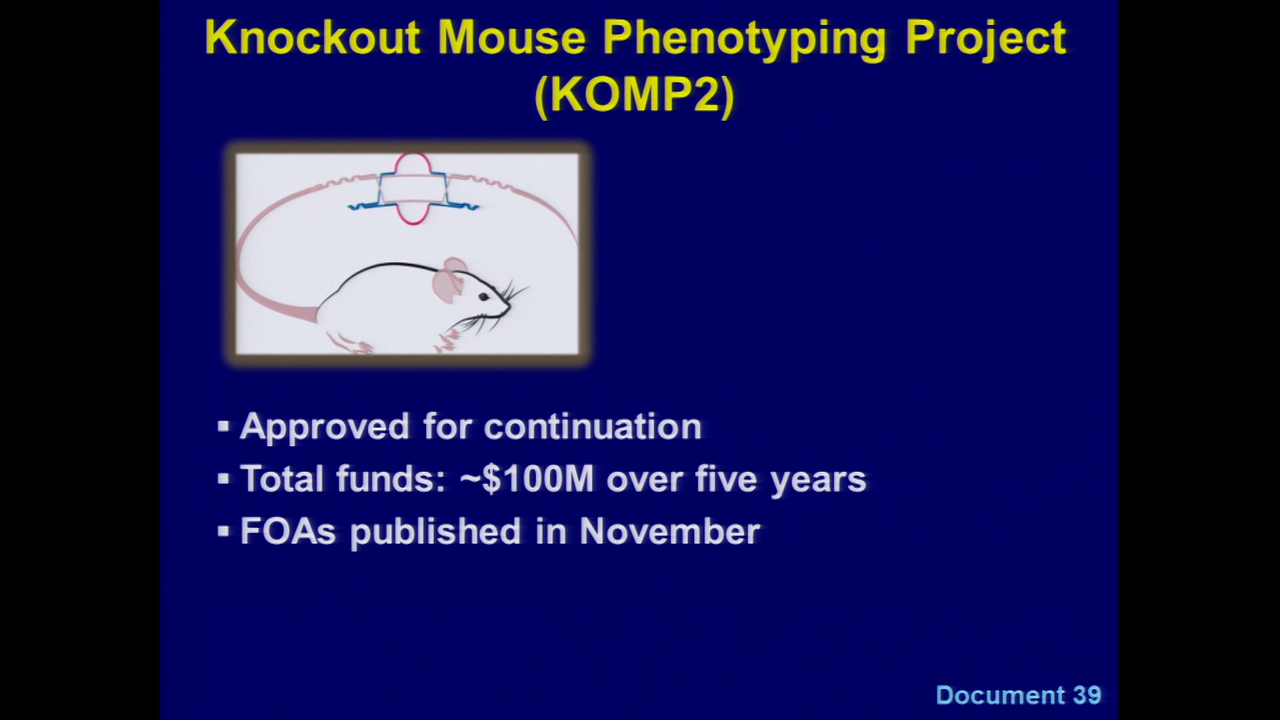 Knockout Mouse Phenotyping Project
(KOMP2)
▪ Approved for continuation
▪ Total funds: ~$100M over five years
▪ FOAs published in November
Document 39